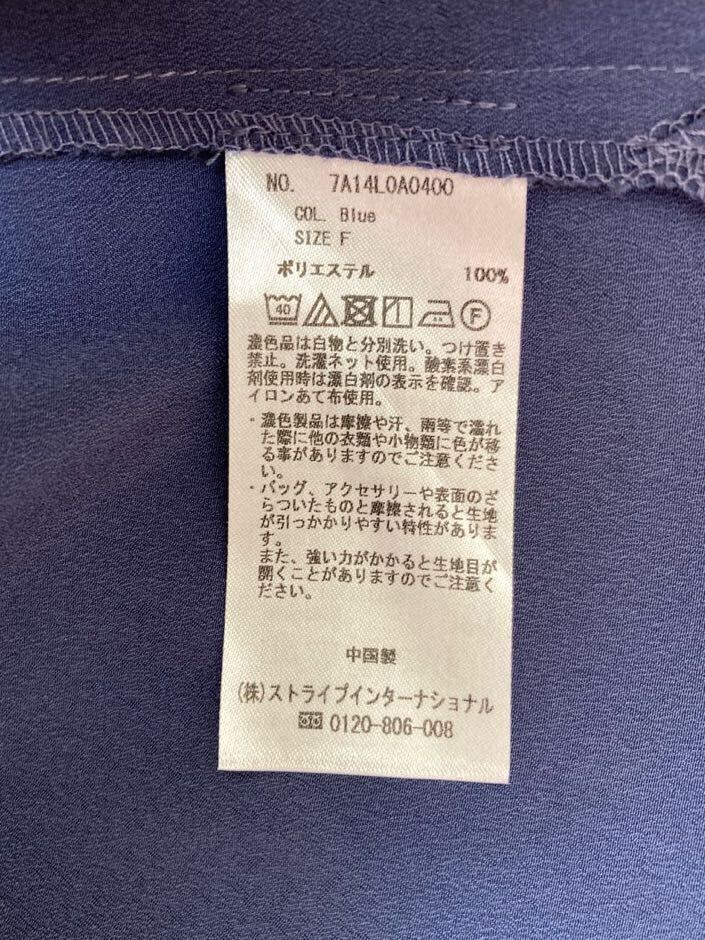 NO. 7A14L0A0400
COL. Blue
SIZE F
ポリエステル 100%
40 F
濃色品は白物と分別洗い。つけ置き
禁止。洗濯ネット使用。酸素系漂白
剤使用時は漂白剤の表示を確認。ア
イロンあて布使用。
・濃色製品は摩擦や汗、雨等で濡れ
た際に他の衣類や小物類に色が移
る事がありますのでご注意くださ
い。
・バッグ、アクセサリーや表面のざ
らついたものと摩擦されると生地
が引っかかりやすい特性がありま
す。
また、強い力がかかると生地目が
開くことがありますのでご注意く
ださい。
中国製
(株)ストライプインターナショナル
0120-806-008